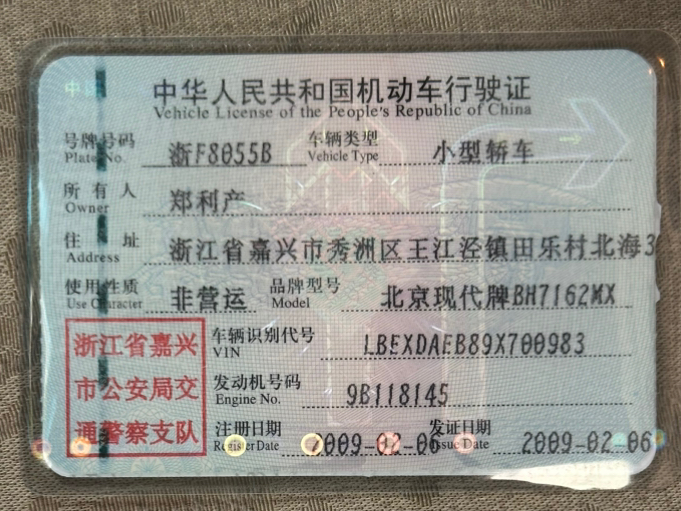 中华人民共和国机动车行驶证
Vehicle License of the People's Republic of China
号牌号码 浙F8055B 车辆类型 小型轿车
Plate No. Vehicle Type
所有人 郑利产
Owner
住址 浙江省嘉兴市秀洲区王江泾镇田乐村北海3
Address
使用性质 非营运 品牌型号 北京现代牌BH7162MX
Use Character Model
浙江省嘉兴 车辆识别代号 LBEXDAEB89X700983
VIN
市公安局交 发动机号码 9B118145
Engine No.
通警察支队 注册日期 2009-02-06 发证日期 2009-02-06
Register Date Issue Date